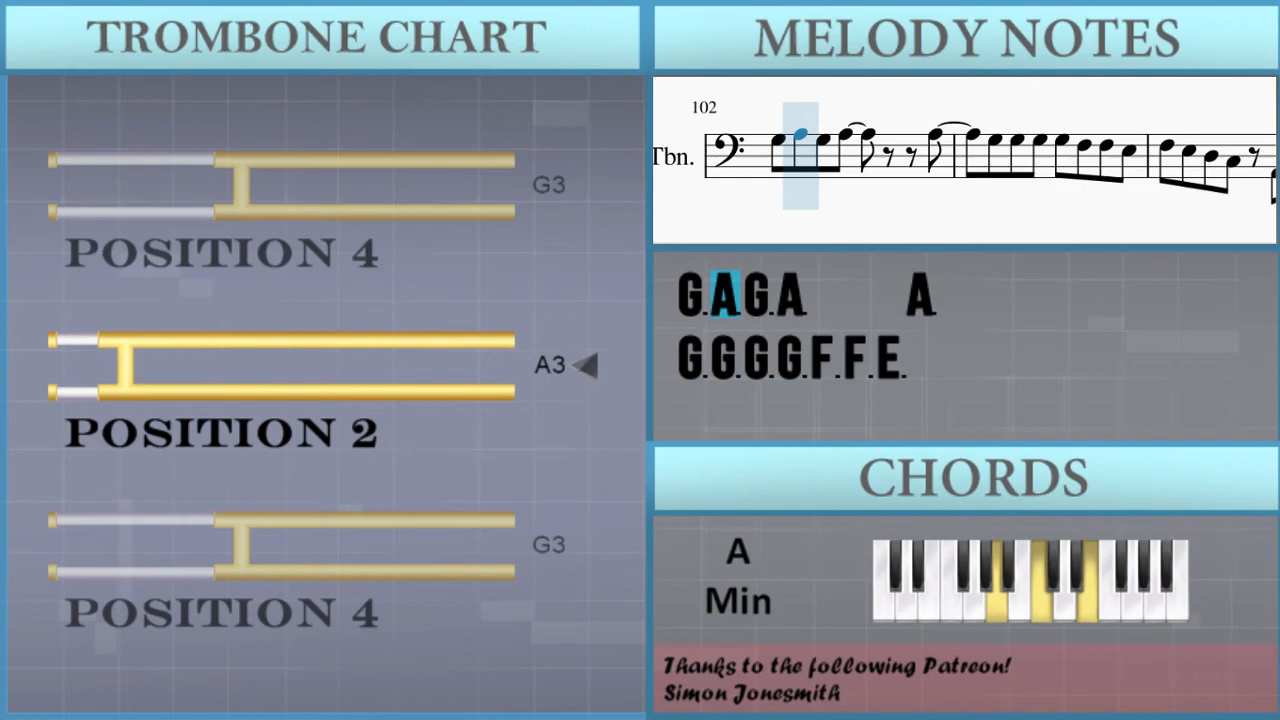 TROMBONE CHART
G3
POSITION 4
A3
POSITION 2
G3
POSITION 4
MELODY NOTES
102
Tbn.
G.A.G.A. A.
G.G.G.G.F.F.E.
CHORDS
A
Min
Thanks to the following Patreon!
Simon Jonesmith